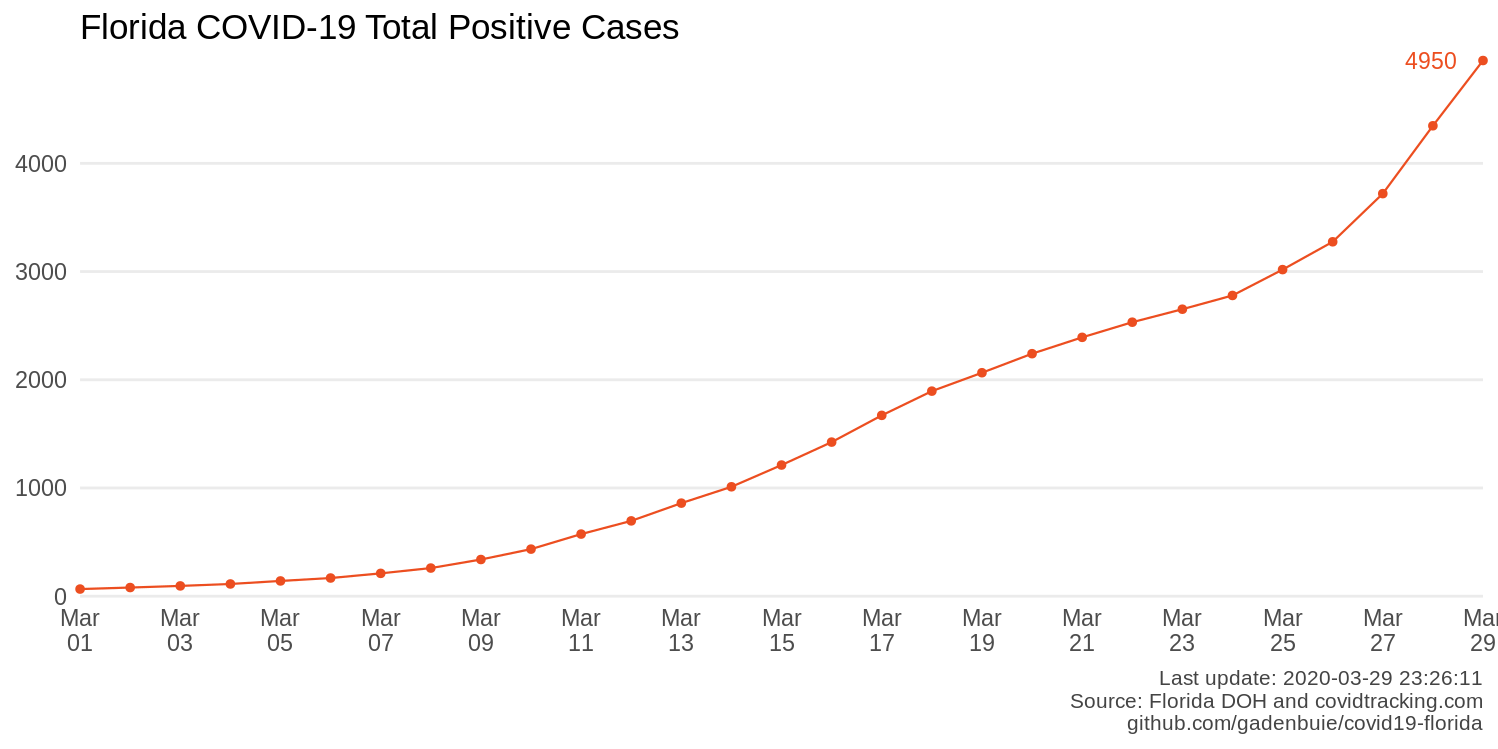 Florida COVID-19 Total Positive Cases
4950
4000
3000
2000
1000
0
Mar Mar Mar Mar Mar Mar Mar Mar Mar Mar Mar Mar Mar Mar Mar
01 03 05 07 09 11 13 15 17 19 21 23 25 27 29
Last update: 2020-03-29 23:26:11
Source: Florida DOH and covidtracking.com
github.com/gadenbuie/covid19-florida